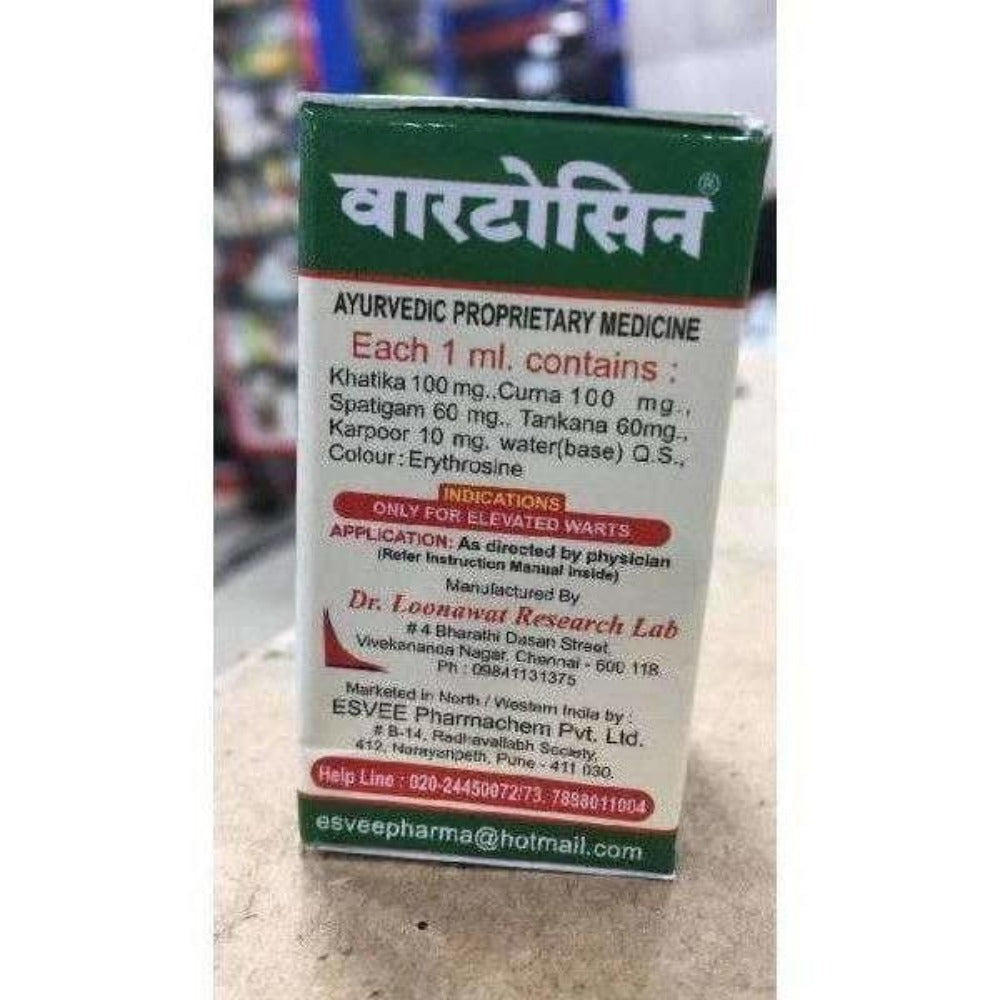 वारटोसिन®
AYURVEDIC PROPRIETARY MEDICINE
Each 1 ml. contains :
Khatika 100 mg., Curna 100 mg.,
Spatigam 60 mg., Tankana 60mg.,
Karpoor 10 mg. water(base) Q.S.,
Colour : Erythrosine
INDICATIONS
ONLY FOR ELEVATED WARTS
APPLICATION: As directed by physician
(Refer Instruction Manual Inside)
Manufactured By
Dr. Loonawat Research Lab
# 4 Bharathi Dasan Street,
Vivekananda Nagar, Chennai - 600 118.
Ph : 09841131375
Marketed in North / Western India by :
ESVEE Pharmachem Pvt. Ltd.
# B-14, Radhavallabh Society,
412, Narayanpeth, Pune - 411 030.
Help Line : 020-24450072/73, 7888011004
esveepharma@hotmail.com